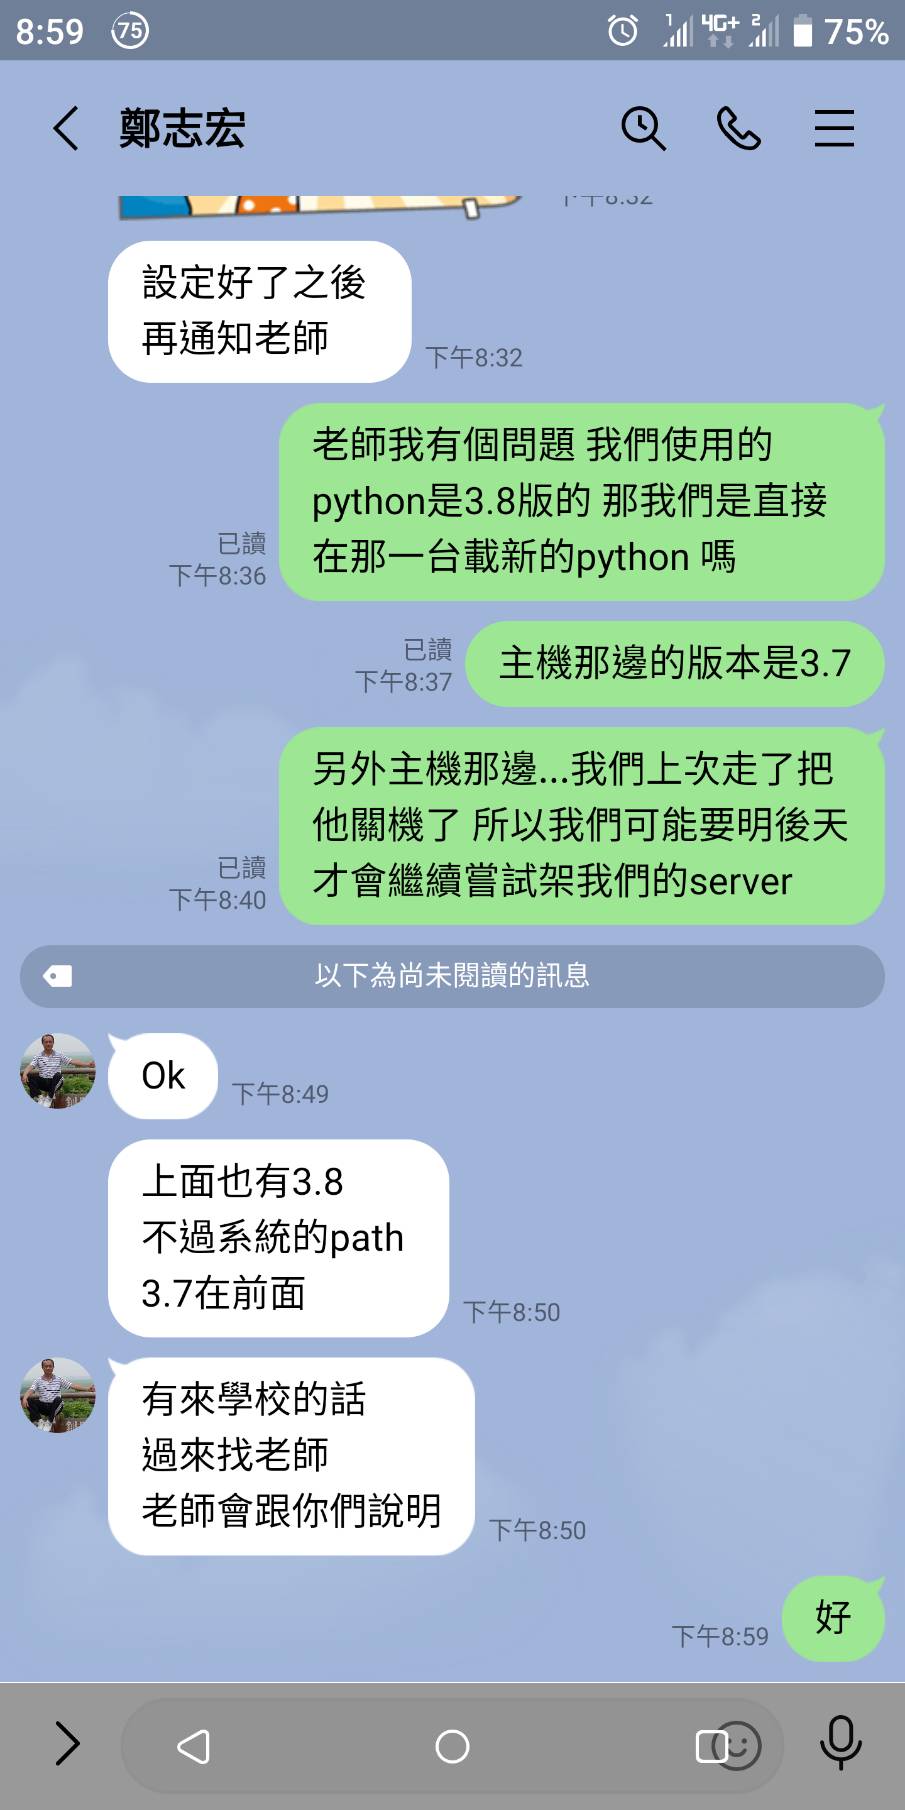 8:59
75
1
4G+
2
75%
鄭志宏
下午8:32
設定好了之後
再通知老師
下午8:32
老師我有個問題 我們使用的
python是3.8版的 那我們是直接
在那一台載新的python 嗎
已讀
下午8:36
主機那邊的版本是3.7
已讀
下午8:37
另外主機那邊...我們上次走了把
他關機了 所以我們可能要明後天
才會繼續嘗試架我們的server
已讀
下午8:40
以下為尚未閱讀的訊息
Ok
下午8:49
上面也有3.8
不過系統的path
3.7在前面
下午8:50
有來學校的話
過來找老師
老師會跟你們說明
下午8:50
好
下午8:59